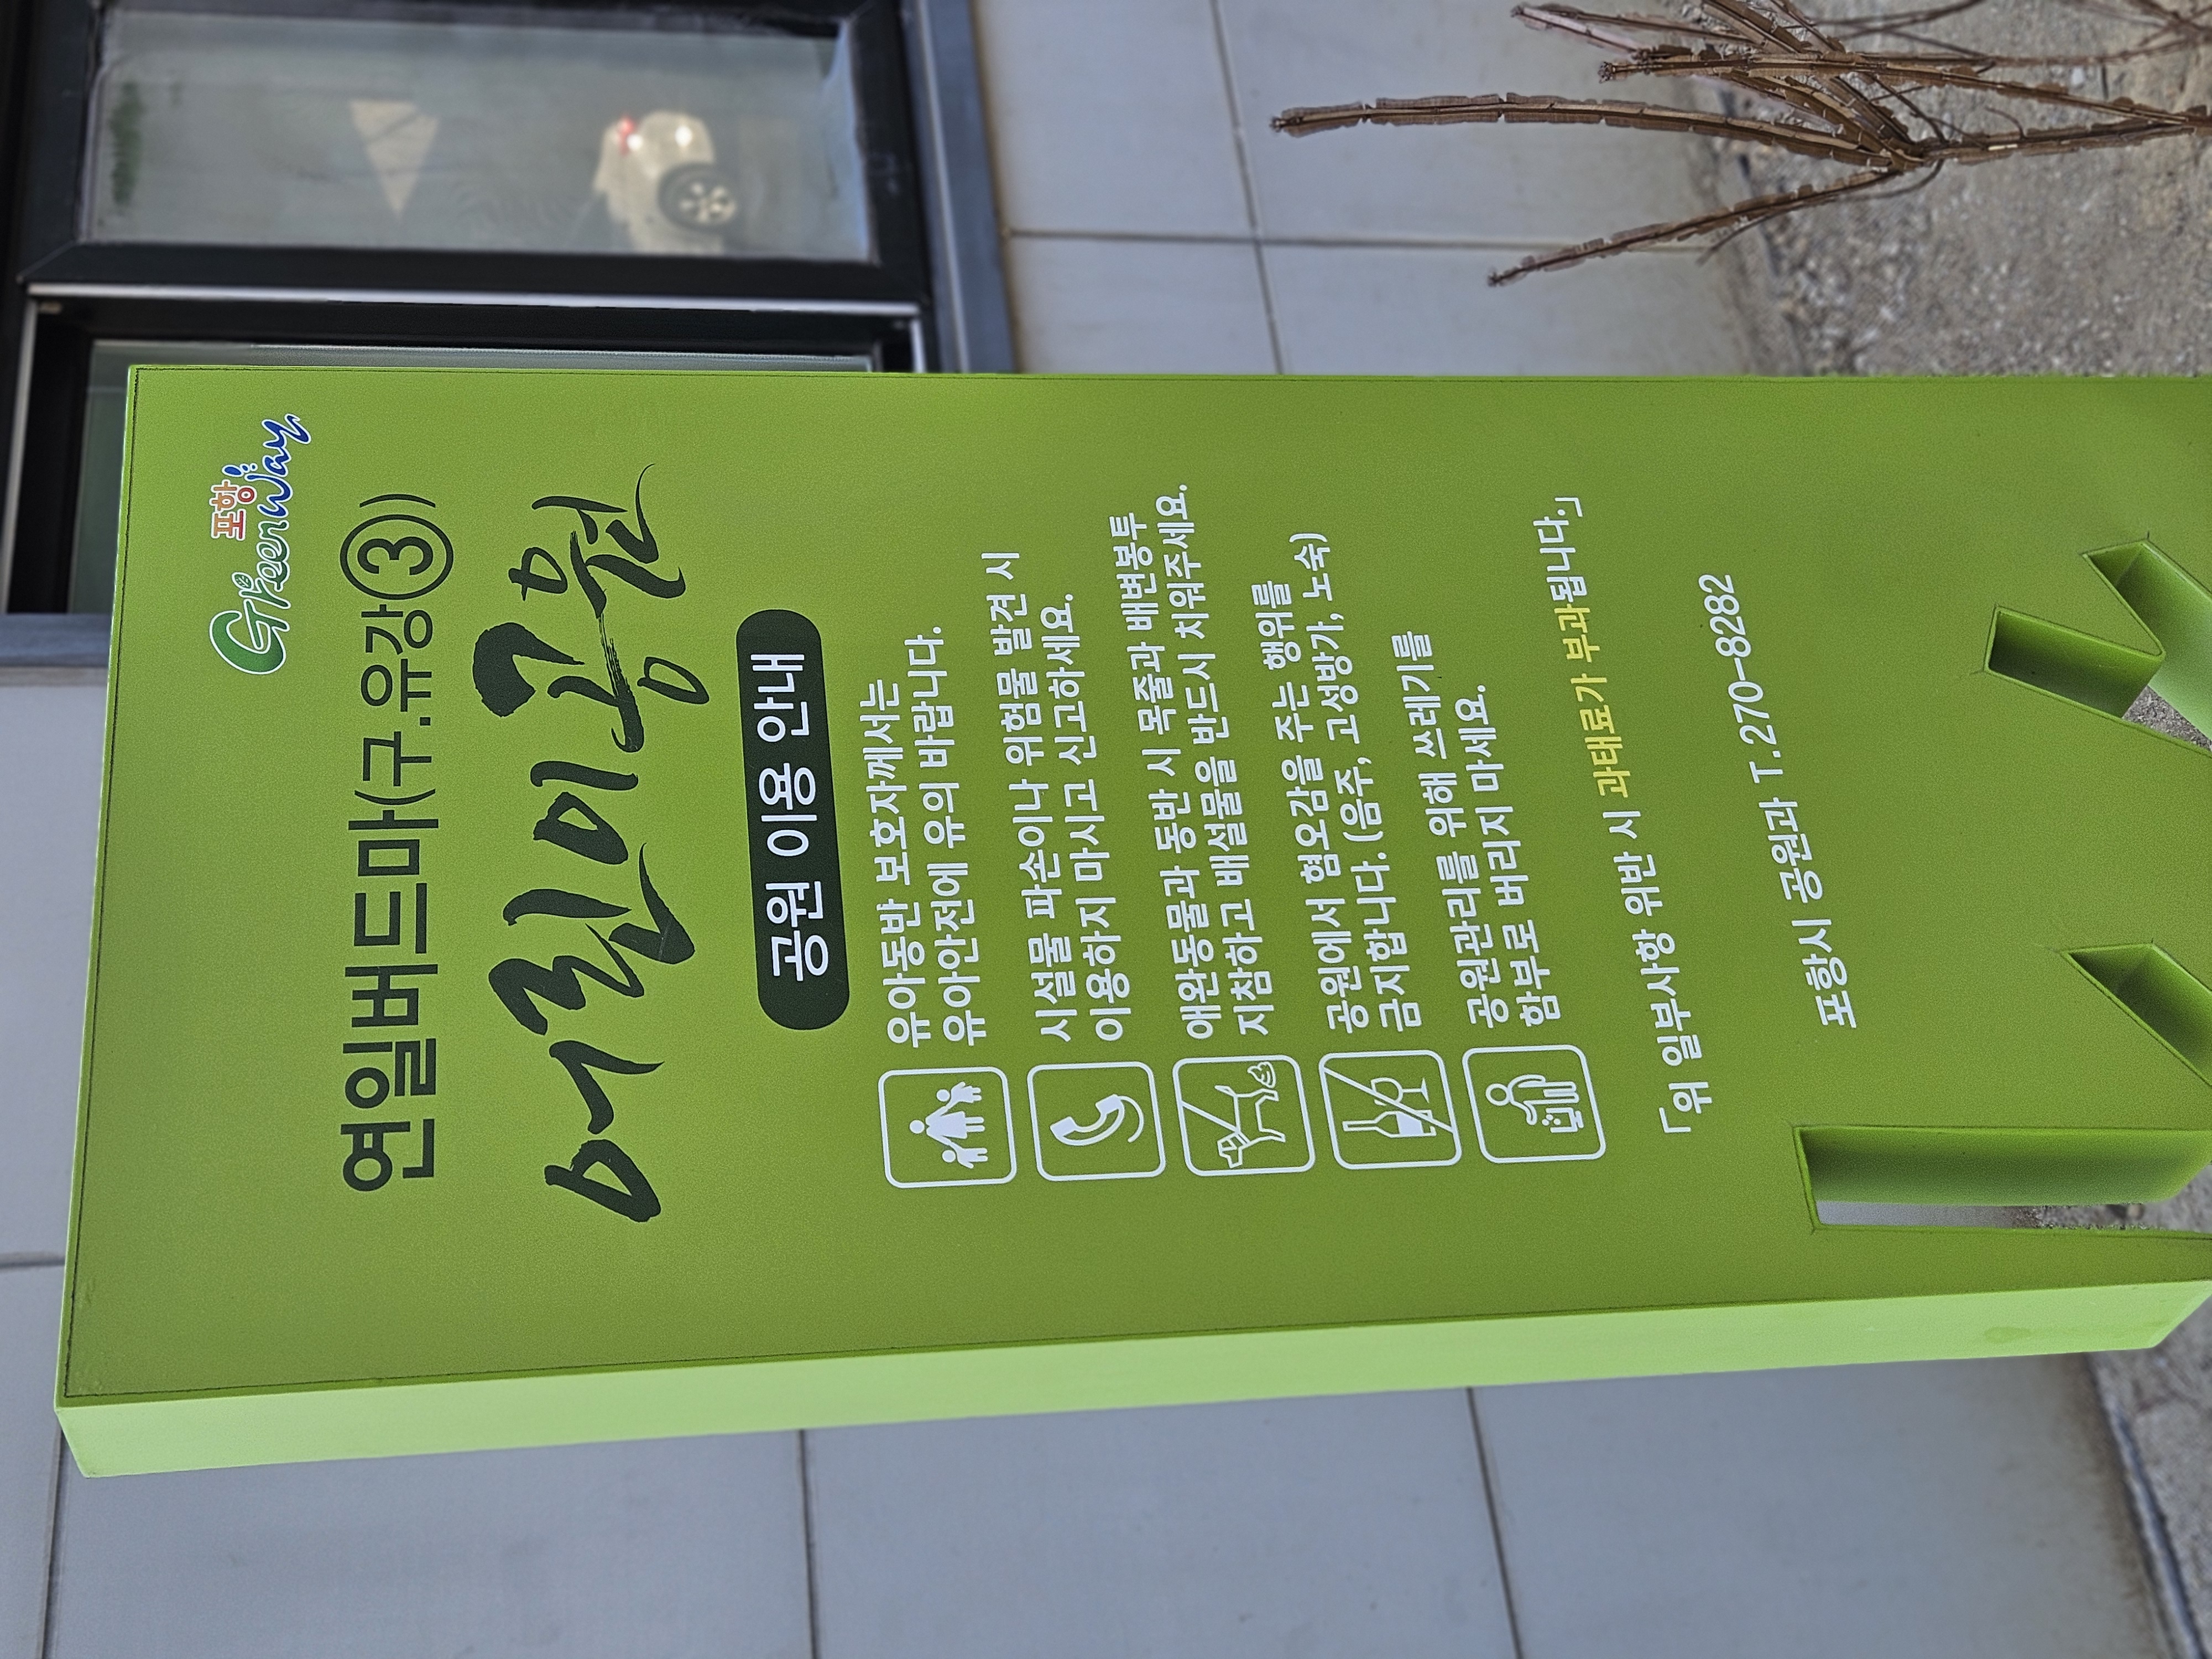 포항
GreenWay
연일버드마(구.유강③)
어린이공원
공원 이용 안내
유아동반 보호자께서는
유아안전에 유의 바랍니다.
시설물 파손이나 위험물 발견 시
이용하지 마시고 신고하세요.
애완동물과 동반 시 목줄과 배변봉투
지참하고 배설물을 반드시 치워주세요.
공원에서 혐오감을 주는 행위를
금지합니다. (음주, 고성방가, 노숙)
공원관리를 위해 쓰레기를
함부로 버리지 마세요.
「위 일부사항 위반 시 과태료가 부과됩니다.」
포항시 공원과 T.270-8282